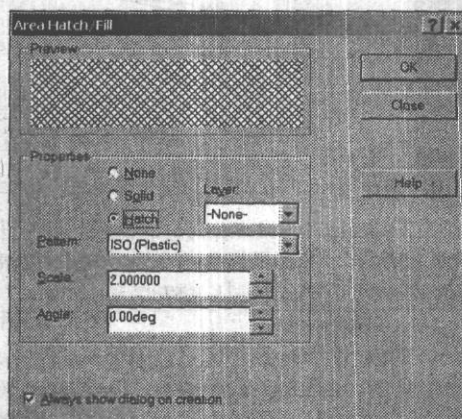 Area Hatch/Fill
Preview
OK
Close
Help
Properties
None
Solid
Hatch
Layer:
-None-
Pattern:
ISO (Plastic)
Scale:
2.000000
Angle:
0.00deg
Always show dialog on creation